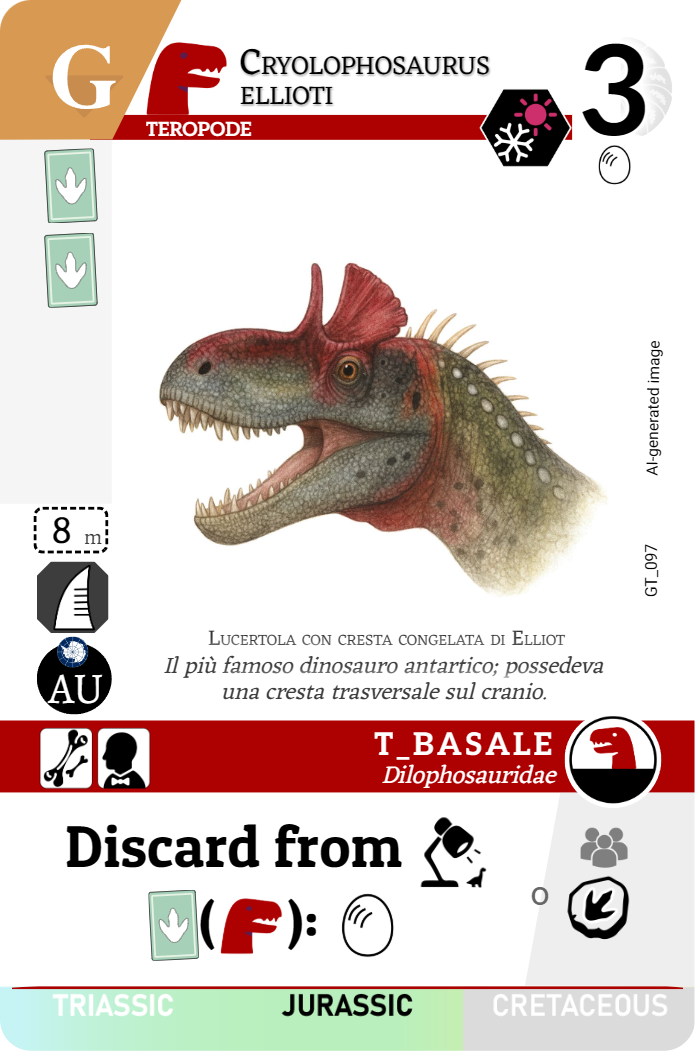 G
Cryolophosaurus
ellioti
3
TEROPODE
AI-generated image
GT_097
8 m
AU
Lucertola con cresta congelata di Elliot
Il più famoso dinosauro antartico; possedeva
una cresta trasversale sul cranio.
T_BASALE
Dilophosauridae
Discard from
( ):
o
TRIASSIC JURASSIC CRETACEOUS